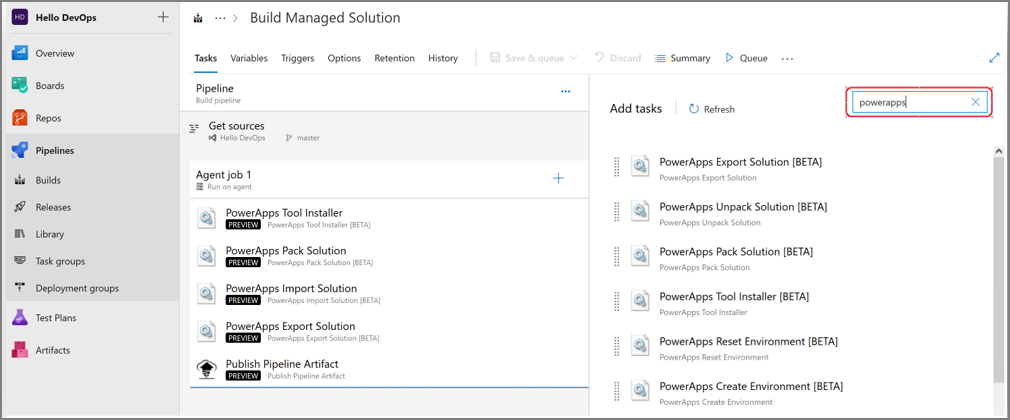 HD Hello DevOps
Overview
Boards
Repos
Pipelines
Builds
Releases
Library
Task groups
Deployment groups
Test Plans
Artifacts
... > Build Managed Solution
Tasks Variables Triggers Options Retention History Save & queue Discard Summary Queue ...
Pipeline
Build pipeline
Get sources
Hello DevOps master
Agent job 1
Run on agent
PowerApps Tool Installer
PREVIEW PowerApps Tool Installer [BETA]
PowerApps Pack Solution
PREVIEW PowerApps Pack Solution [BETA]
PowerApps Import Solution
PREVIEW PowerApps Import Solution [BETA]
PowerApps Export Solution
PREVIEW PowerApps Export Solution [BETA]
Publish Pipeline Artifact
PREVIEW Publish Pipeline Artifact
Add tasks Refresh powerapps
PowerApps Export Solution [BETA]
PowerApps Export Solution
PowerApps Unpack Solution [BETA]
PowerApps Unpack Solution
PowerApps Pack Solution [BETA]
PowerApps Pack Solution
PowerApps Tool Installer [BETA]
PowerApps Tool Installer
PowerApps Reset Environment [BETA]
PowerApps Reset Environment
PowerApps Create Environment [BETA]
PowerApps Create Environment